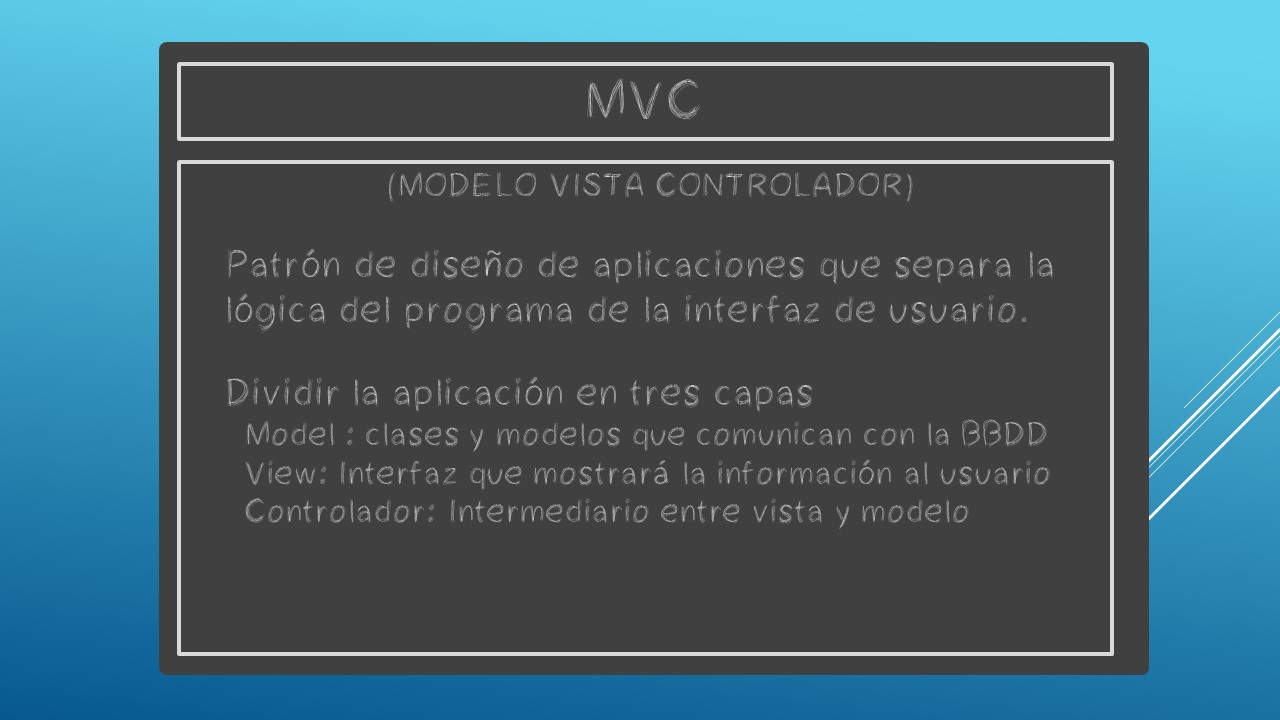 MVC
(MODELO VISTA CONTROLADOR)
Patrón de diseño de aplicaciones que separa la
lógica del programa de la interfaz de usuario.
Dividir la aplicación en tres capas
Model : clases y modelos que comunican con la BBDD
View: Interfaz que mostrará la información al usuario
Controlador: Intermediario entre vista y modelo